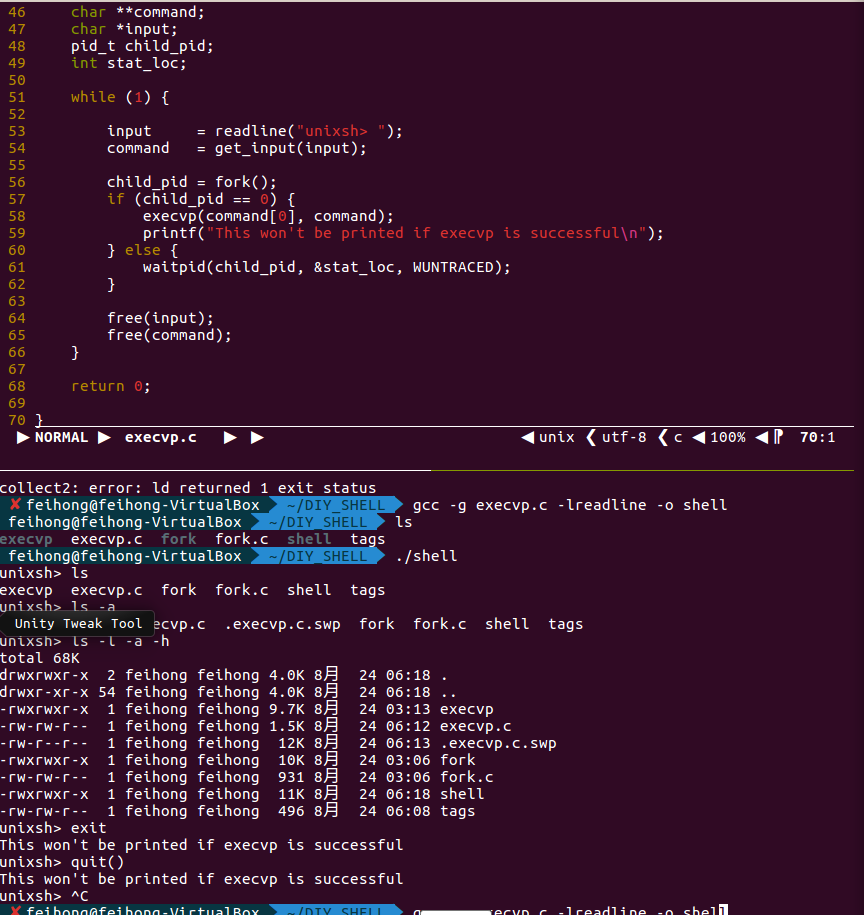 46 char **command;
47 char *input;
48 pid_t child_pid;
49 int stat_loc;
50
51 while (1) {
52
53 input = readline("unixsh> ");
54 command = get_input(input);
55
56 child_pid = fork();
57 if (child_pid == 0) {
58 execvp(command[0], command);
59 printf("This won't be printed if execvp is successful\n");
60 } else {
61 waitpid(child_pid, &stat_loc, WUNTRACED);
62 }
63
64 free(input);
65 free(command);
66 }
67
68 return 0;
69
70 }
NORMAL execvp.c unix utf-8 c 100% 70:1
collect2: error: ld returned 1 exit status
✘ feihong@feihong-VirtualBox ~/DIY_SHELL gcc -g execvp.c -lreadline -o shell
feihong@feihong-VirtualBox ~/DIY_SHELL ls
execvp execvp.c fork fork.c shell tags
feihong@feihong-VirtualBox ~/DIY_SHELL ./shell
unixsh> ls
execvp execvp.c fork fork.c shell tags
unixsh> ls -a
Unity Tweak Tool ecvp.c .execvp.c.swp fork fork.c shell tags
unixsh> ls -l -a -h
total 68K
drwxrwxr-x 2 feihong feihong 4.0K 8月 24 06:18 .
drwxr-xr-x 54 feihong feihong 4.0K 8月 24 06:18 ..
-rwxrwxr-x 1 feihong feihong 9.7K 8月 24 03:13 execvp
-rw-rw-r-- 1 feihong feihong 1.5K 8月 24 06:12 execvp.c
-rw-r--r-- 1 feihong feihong 12K 8月 24 06:13 .execvp.c.swp
-rwxrwxr-x 1 feihong feihong 10K 8月 24 03:06 fork
-rw-rw-r-- 1 feihong feihong 931 8月 24 03:06 fork.c
-rwxrwxr-x 1 feihong feihong 11K 8月 24 06:18 shell
-rw-rw-r-- 1 feihong feihong 496 8月 24 06:08 tags
unixsh> exit
This won't be printed if execvp is successful
unixsh> quit()
This won't be printed if execvp is successful
unixsh> ^C
✘ feihong@feihong-VirtualBox ~/DIY_SHELL ecvp.c -lreadline -o shell